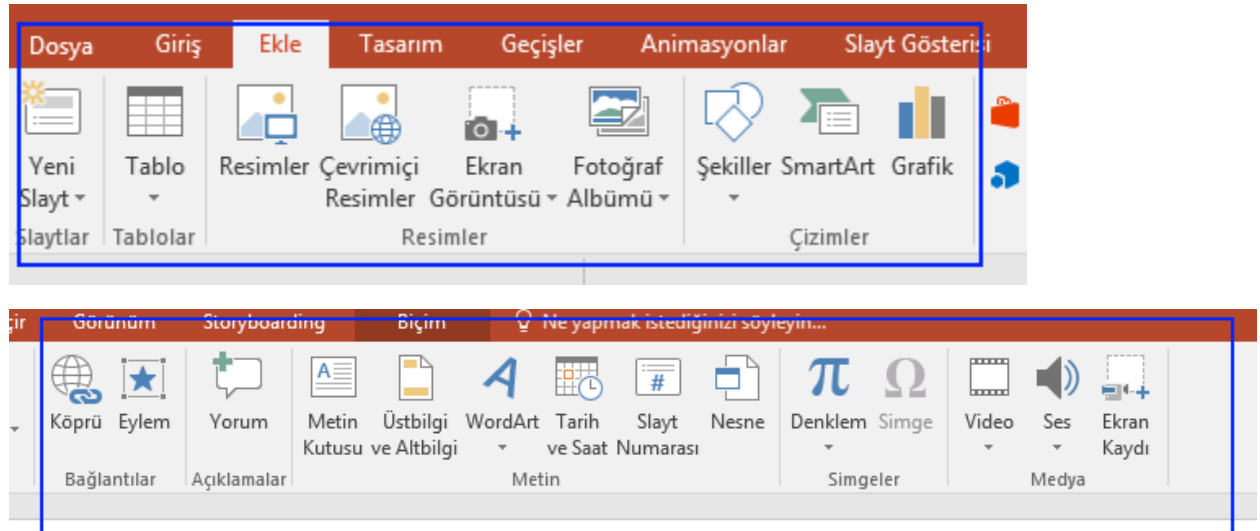 Dosya Giriş Ekle Tasarım Geçişler Animasyonlar Slayt Gösterisi
Yeni Tablo Resimler Çevrimiçi Ekran Fotoğraf Şekiller SmartArt Grafik
Slayt Resimler Görüntüsü Albümü
Slaytlar Tablolar Resimler Çizimler
çir Görünüm Storyboarding Biçim Ne yapmak istediğinizi söyleyin...
Köprü Eylem Yorum Metin Üstbilgi WordArt Tarih Slayt Nesne Denklem Simge Video Ses Ekran
Kutusu ve Altbilgi ve Saat Numarası Kaydı
Bağlantılar Açıklamalar Metin Simgeler Medya